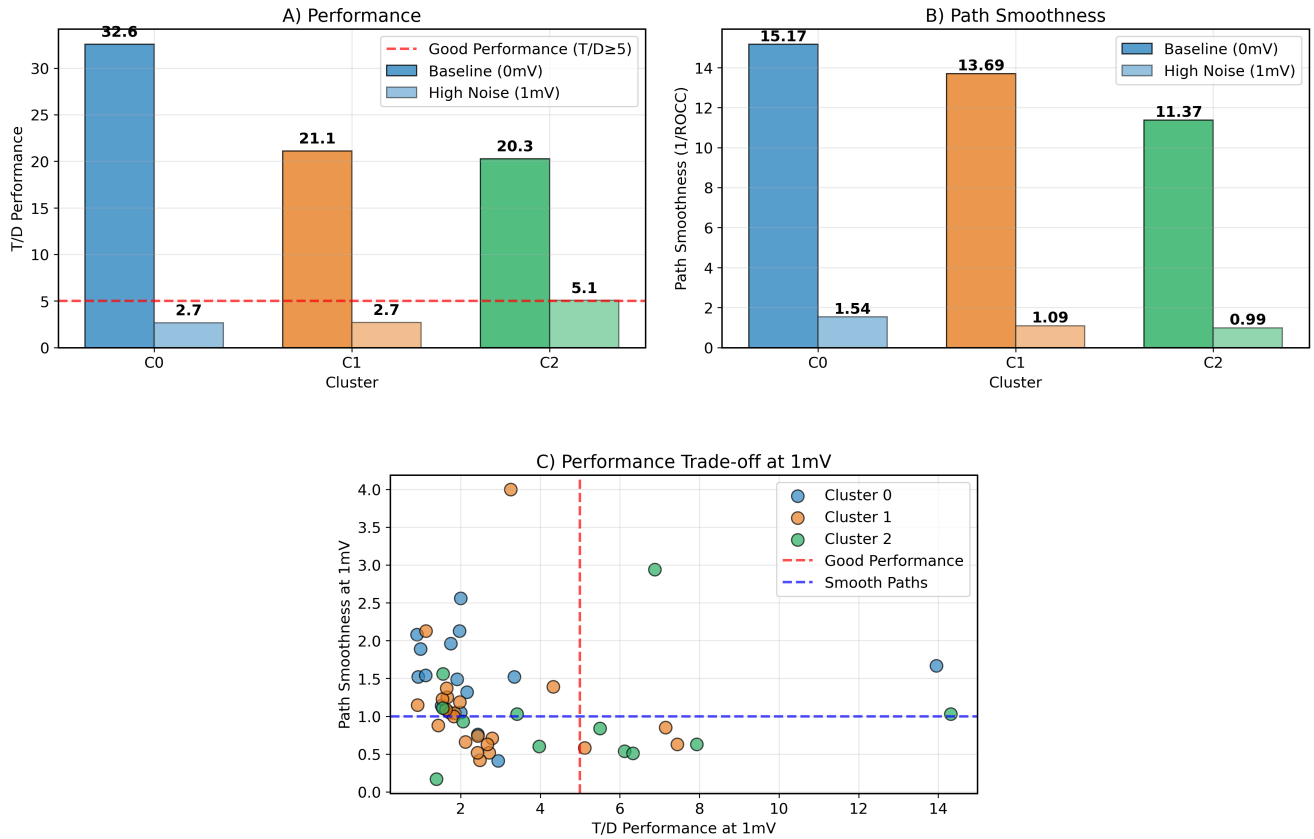 A) Performance
32.6
21.1
20.3
2.7
2.7
5.1
Good Performance (T/D≥5)
Baseline (0mV)
High Noise (1mV)
T/D Performance
30
25
20
15
10
5
0
C0
C1
C2
Cluster
B) Path Smoothness
15.17
13.69
11.37
1.54
1.09
0.99
Baseline (0mV)
High Noise (1mV)
Path Smoothness (1/ROCC)
14
12
10
8
6
4
2
0
C0
C1
C2
Cluster
C) Performance Trade-off at 1mV
Cluster 0
Cluster 1
Cluster 2
Good Performance
Smooth Paths
Path Smoothness at 1mV
4.0
3.5
3.0
2.5
2.0
1.5
1.0
0.5
0.0
2
4
6
8
10
12
14
T/D Performance at 1mV